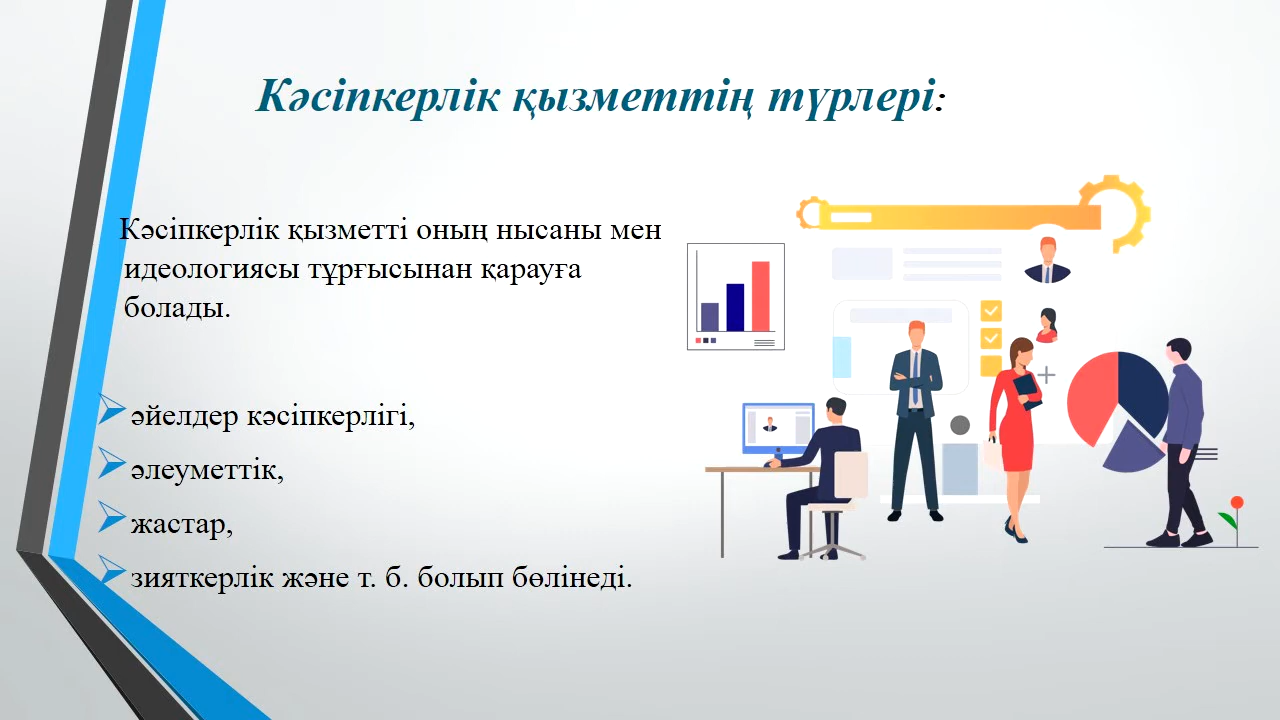 Кәсіпкерлік қызметтің түрлері:
Кәсіпкерлік қызметті оның нысаны мен
идеологиясы тұрғысынан қарауға
болады.
әйелдер кәсіпкерлігі,
әлеуметтік,
жастар,
зияткерлік және т. б. болып бөлінеді.